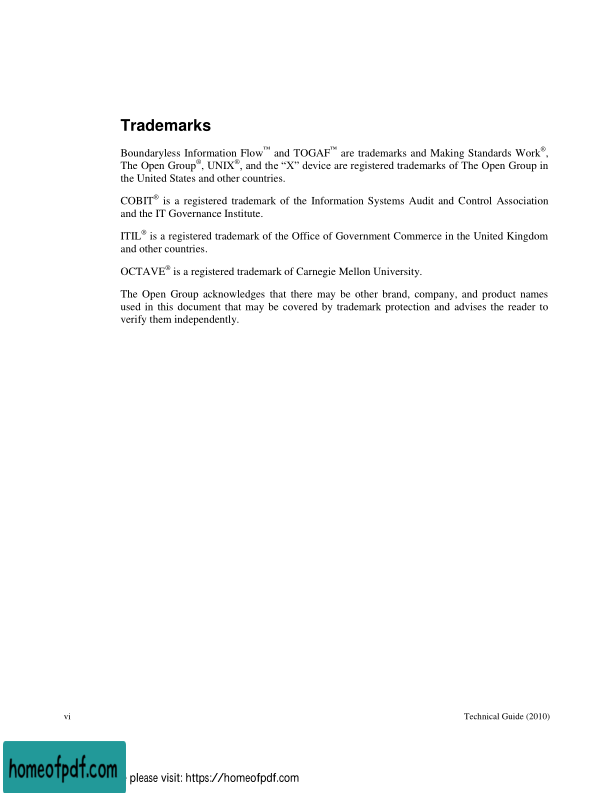 Trademarks
Boundaryless Information Flow™ and TOGAF™ are trademarks and Making Standards Work®,
The Open Group®, UNIX®, and the “X” device are registered trademarks of The Open Group in
the United States and other countries.
COBIT® is a registered trademark of the Information Systems Audit and Control Association
and the IT Governance Institute.
ITIL® is a registered trademark of the Office of Government Commerce in the United Kingdom
and other countries.
OCTAVE® is a registered trademark of Carnegie Mellon University.
The Open Group acknowledges that there may be other brand, company, and product names
used in this document that may be covered by trademark protection and advises the reader to
verify them independently.
vi Technical Guide (2010)
homeofpdf.com please visit: https://homeofpdf.com